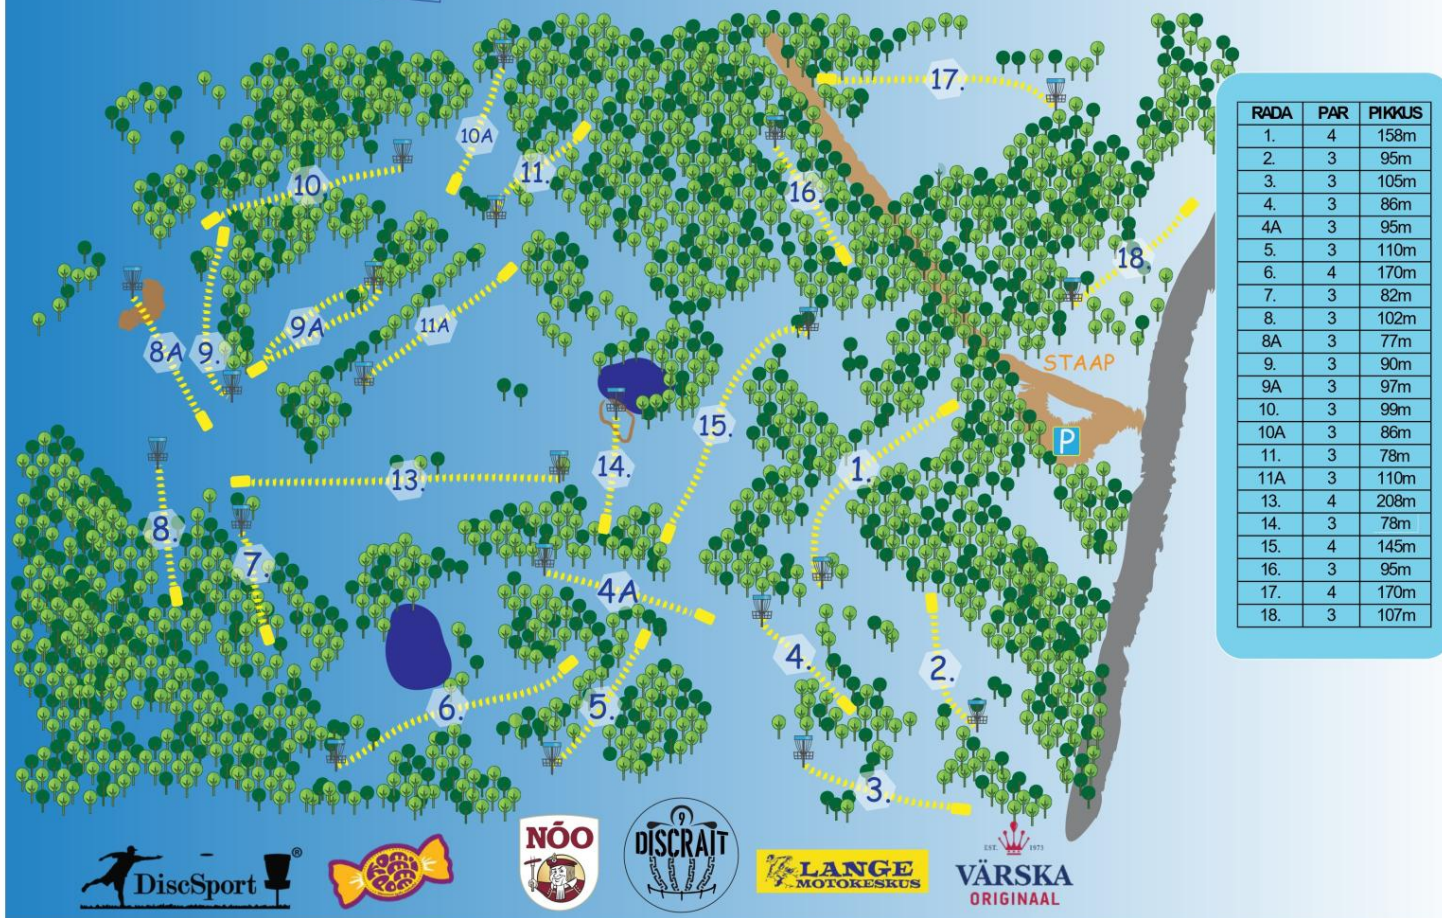 17.
10A
11.
10.
16.
18.
9A
11A
8A
9.
STAAP
P
15.
14.
1.
13.
8.
7.
4A
4.
2.
6.
5.
3.
RADA PAR PIKKUS
1. 4 158m
2. 3 95m
3. 3 105m
4. 3 86m
4A 3 95m
5. 3 110m
6. 4 170m
7. 3 82m
8. 3 102m
8A 3 77m
9. 3 90m
9A 3 97m
10. 3 99m
10A 3 86m
11. 3 78m
11A 3 110m
13. 4 208m
14. 3 78m
15. 4 145m
16. 3 95m
17. 4 170m
18. 3 107m
DiscSport ®
NÓO
9
DISCRAIT
LANGE
MOTOKESKUS
EST. 1973
VÄRSKA
ORIGINAAL